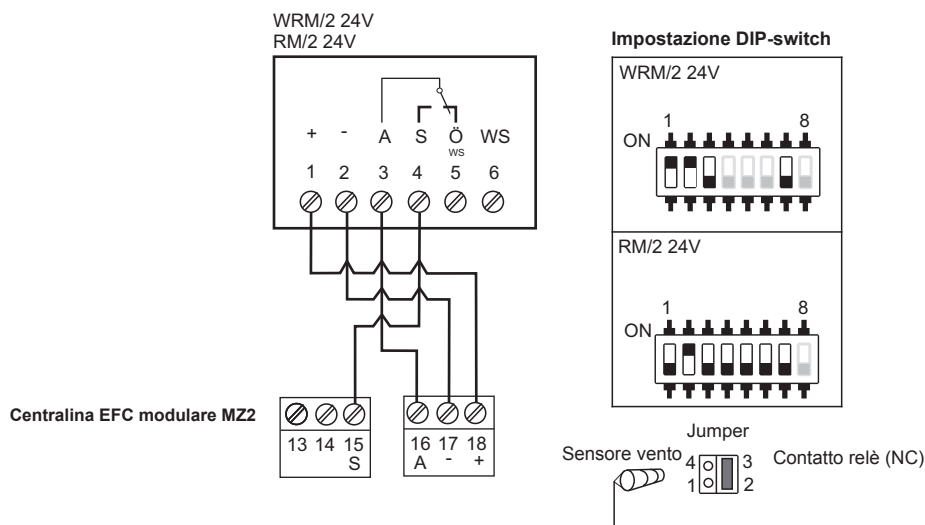 WRM/2 24V
RM/2 24V
+ - A S Ö WS
ws
1 2 3 4 5 6
Centralina EFC modulare MZ2
13 14 15
S
16 17 18
A - +
Impostazione DIP-switch
WRM/2 24V
1 8
ON
RM/2 24V
1 8
ON
Jumper
Sensore vento
4 3
1 2
Contatto relè (NC)